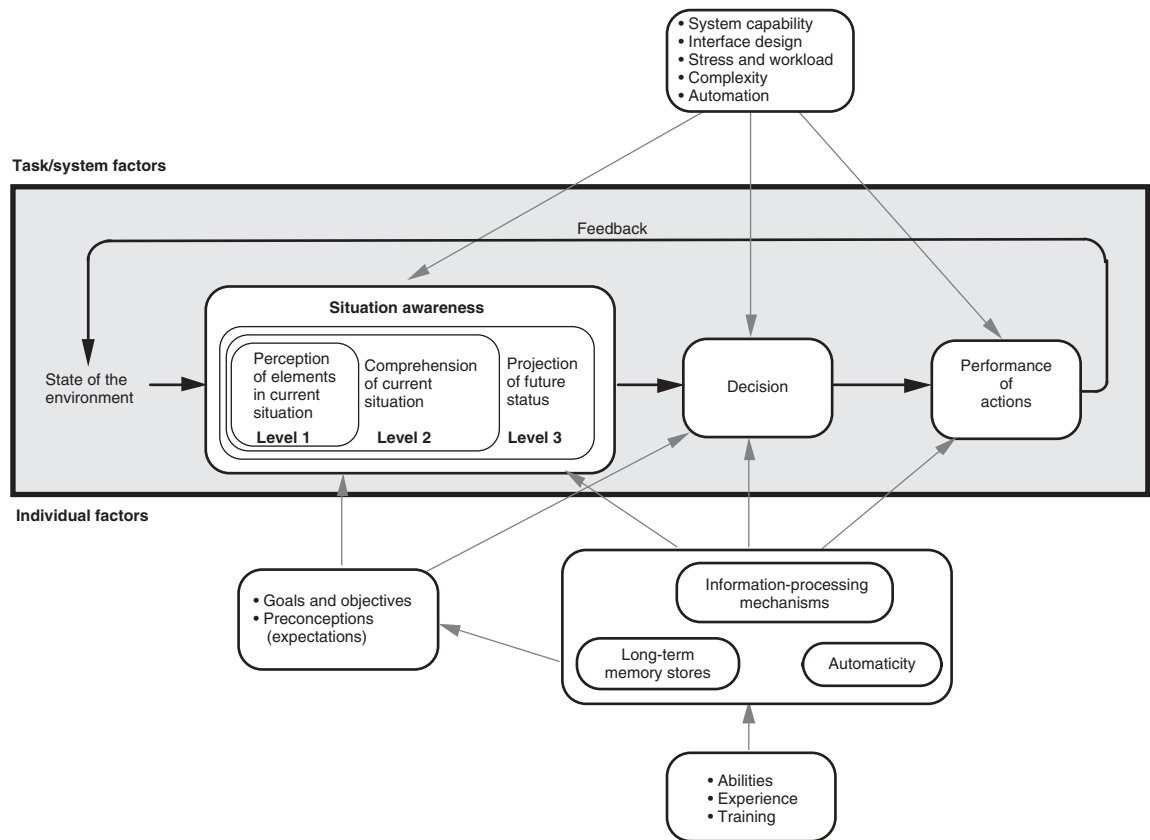 • System capability
• Interface design
• Stress and workload
• Complexity
• Automation
Task/system factors
Feedback
Situation awareness
State of the
environment
Perception
of elements
in current
situation
Level 1
Comprehension
of current
situation
Level 2
Projection
of future
status
Level 3
Decision
Performance
of
actions
Individual factors
• Goals and objectives
• Preconceptions
(expectations)
Information-processing
mechanisms
Long-term
memory stores
Automaticity
• Abilities
• Experience
• Training